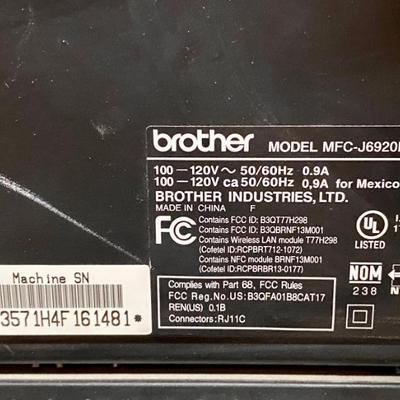 brother MODEL MFC-J6920
100-120V~ 50/60Hz 0.9A
100-120V ca 50/60Hz 0,9A for Mexico
BROTHER INDUSTRIES, LTD.
MADE IN CHINA F
FC
Contains FCC ID: B3QT77H298
Contains FCC ID: B3QBRNF13M001
Contains Wireless LAN module T77H298
(Cofetel ID: RCPBRT712-1072)
Contains NFC module BRNF13M001
(Cofetel ID:RCPBRBR13-0177)
UL
Complies with Part 68, FCC Rules
FCC Reg.No.US:B3QFA01B8CAT17
REN(US) 0.1B
Connectors:RJ11C
NOM
238
Machine SN
3571H4F161481*